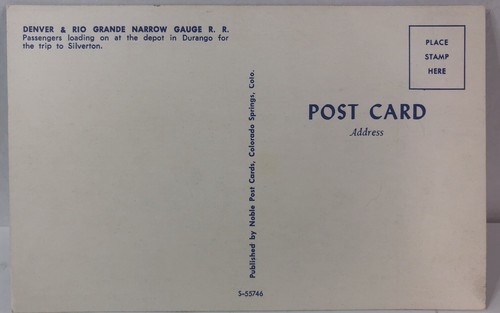 DENVER & RIO GRANDE NARROW GAUGE R. R.
Passengers loading on at the depot in Durango for
the trip to Silverton.
Published by Noble Post Cards, Colorado Springs, Colo.
S-55746
PLACE
STAMP
HERE
POST CARD
Address